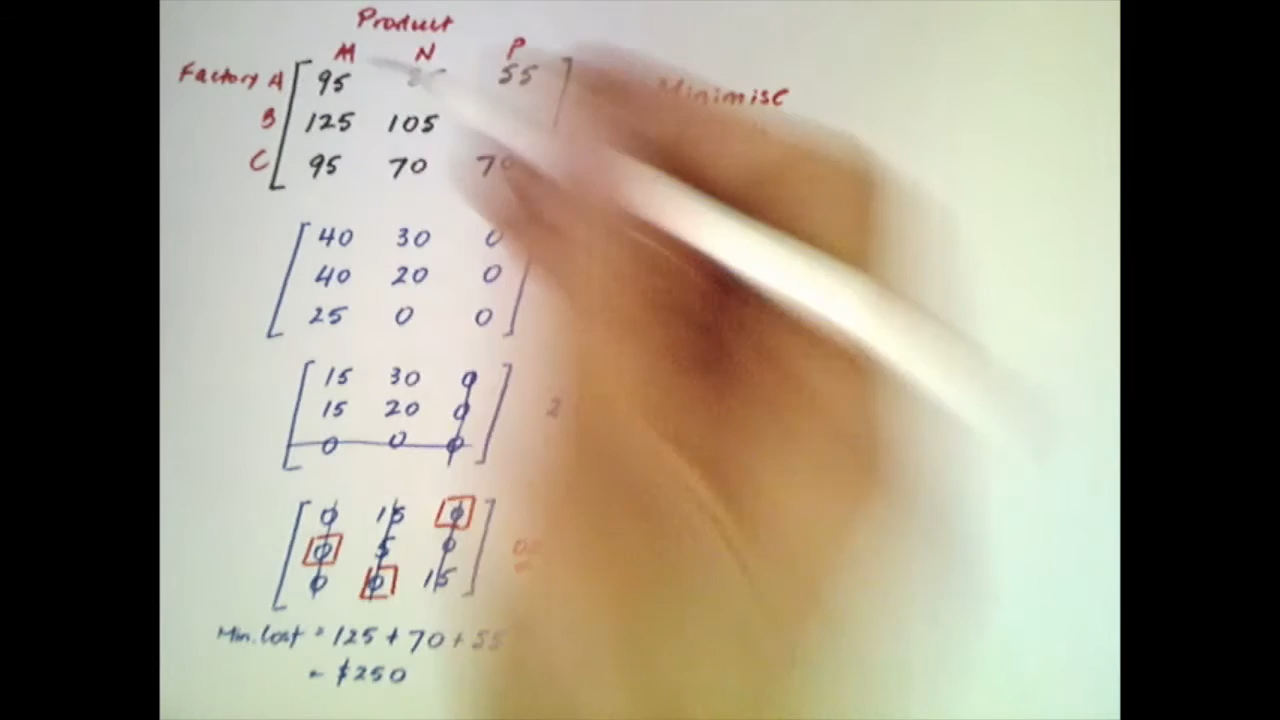 Product
M N P
Factory A 95 55
B 125 105
C 95 70 70
Minimise
40 30 0
40 20 0
25 0 0
15 30 0
15 20 0 2
0 0 0
0 15 0
0 5 0
0 0 15
Min. Cost = 125 + 70 + 55
= $250